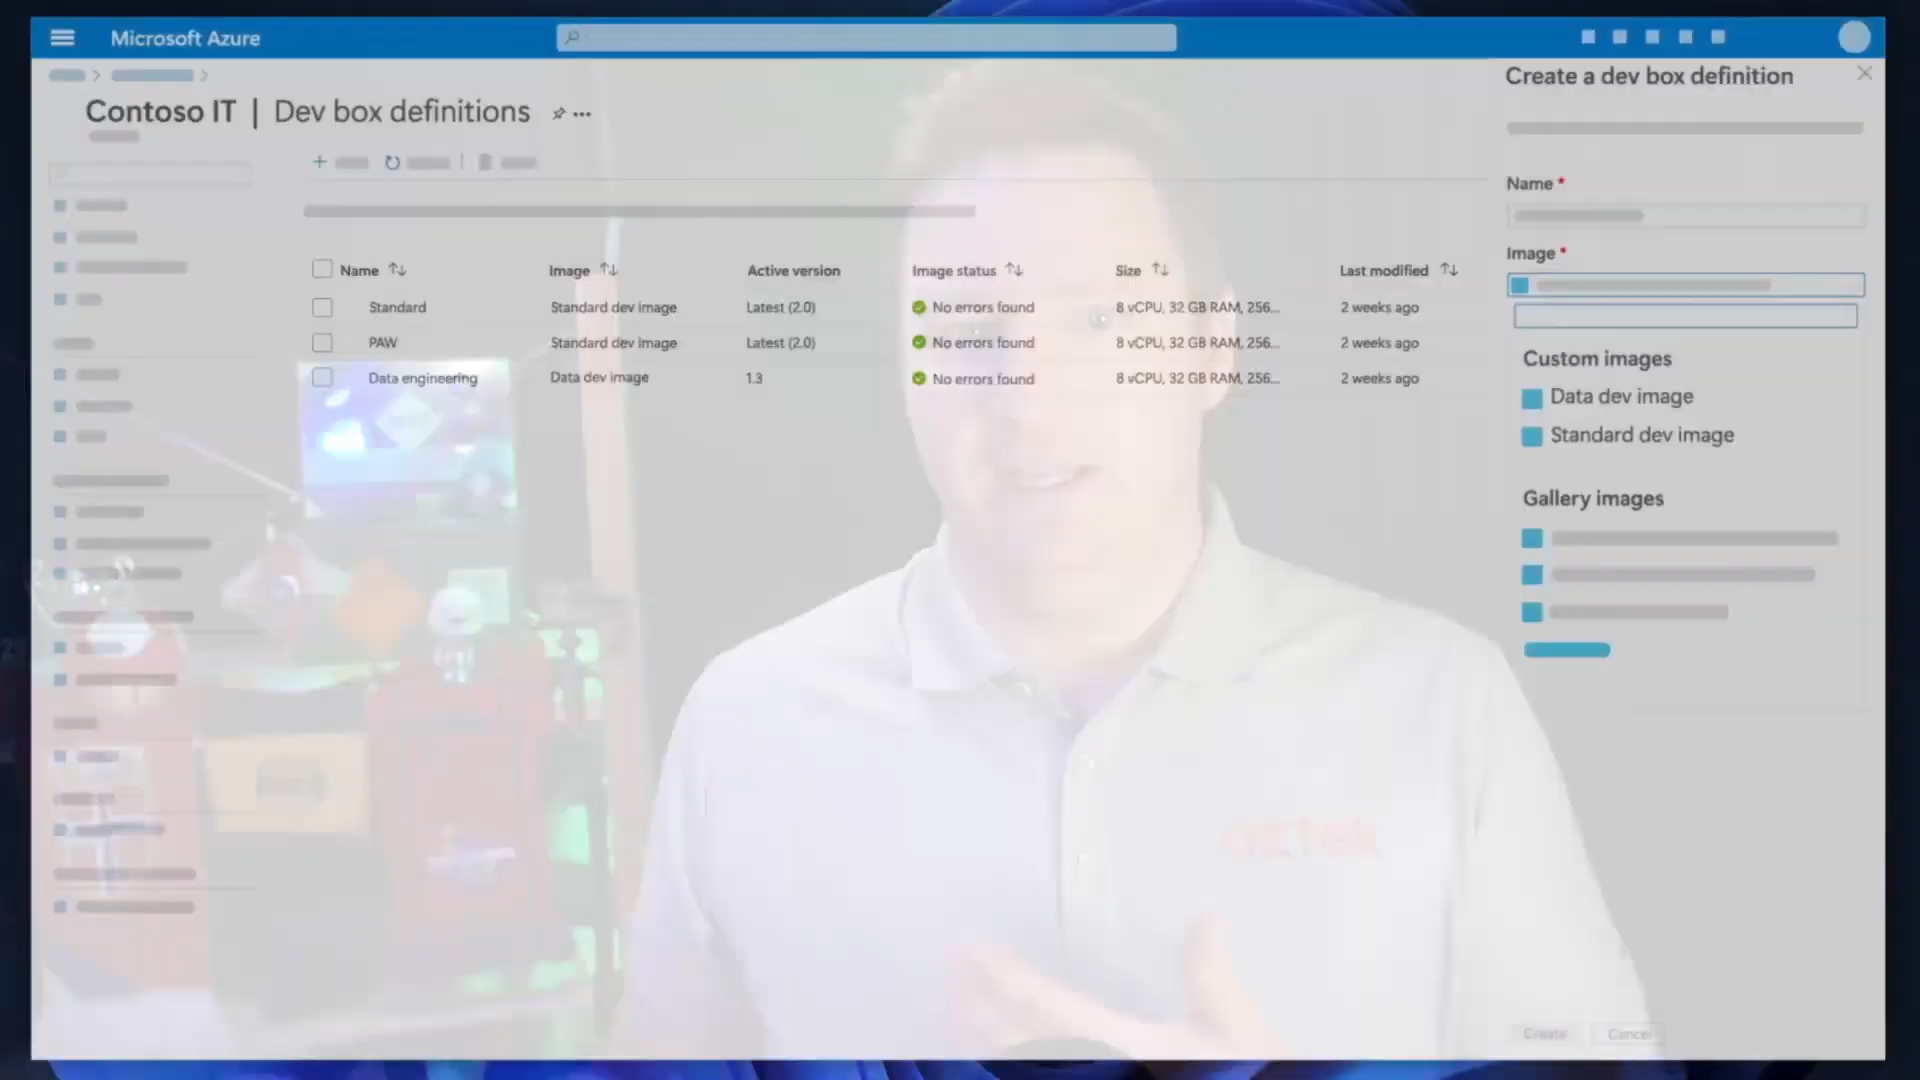 Microsoft Azure
Contoso IT | Dev box definitions
Name Image Active version Image status Size Last modified
Standard Standard dev image Latest (2.0) No errors found 8 vCPU, 32 GB RAM, 256... 2 weeks ago
PAW Standard dev image Latest (2.0) No errors found 8 vCPU, 32 GB RAM, 256... 2 weeks ago
Data engineering Data dev image 1.3 No errors found 8 vCPU, 32 GB RAM, 256... 2 weeks ago
Create a dev box definition
Name *
Image *
Custom images
Data dev image
Standard dev image
Gallery images
Create Cancel